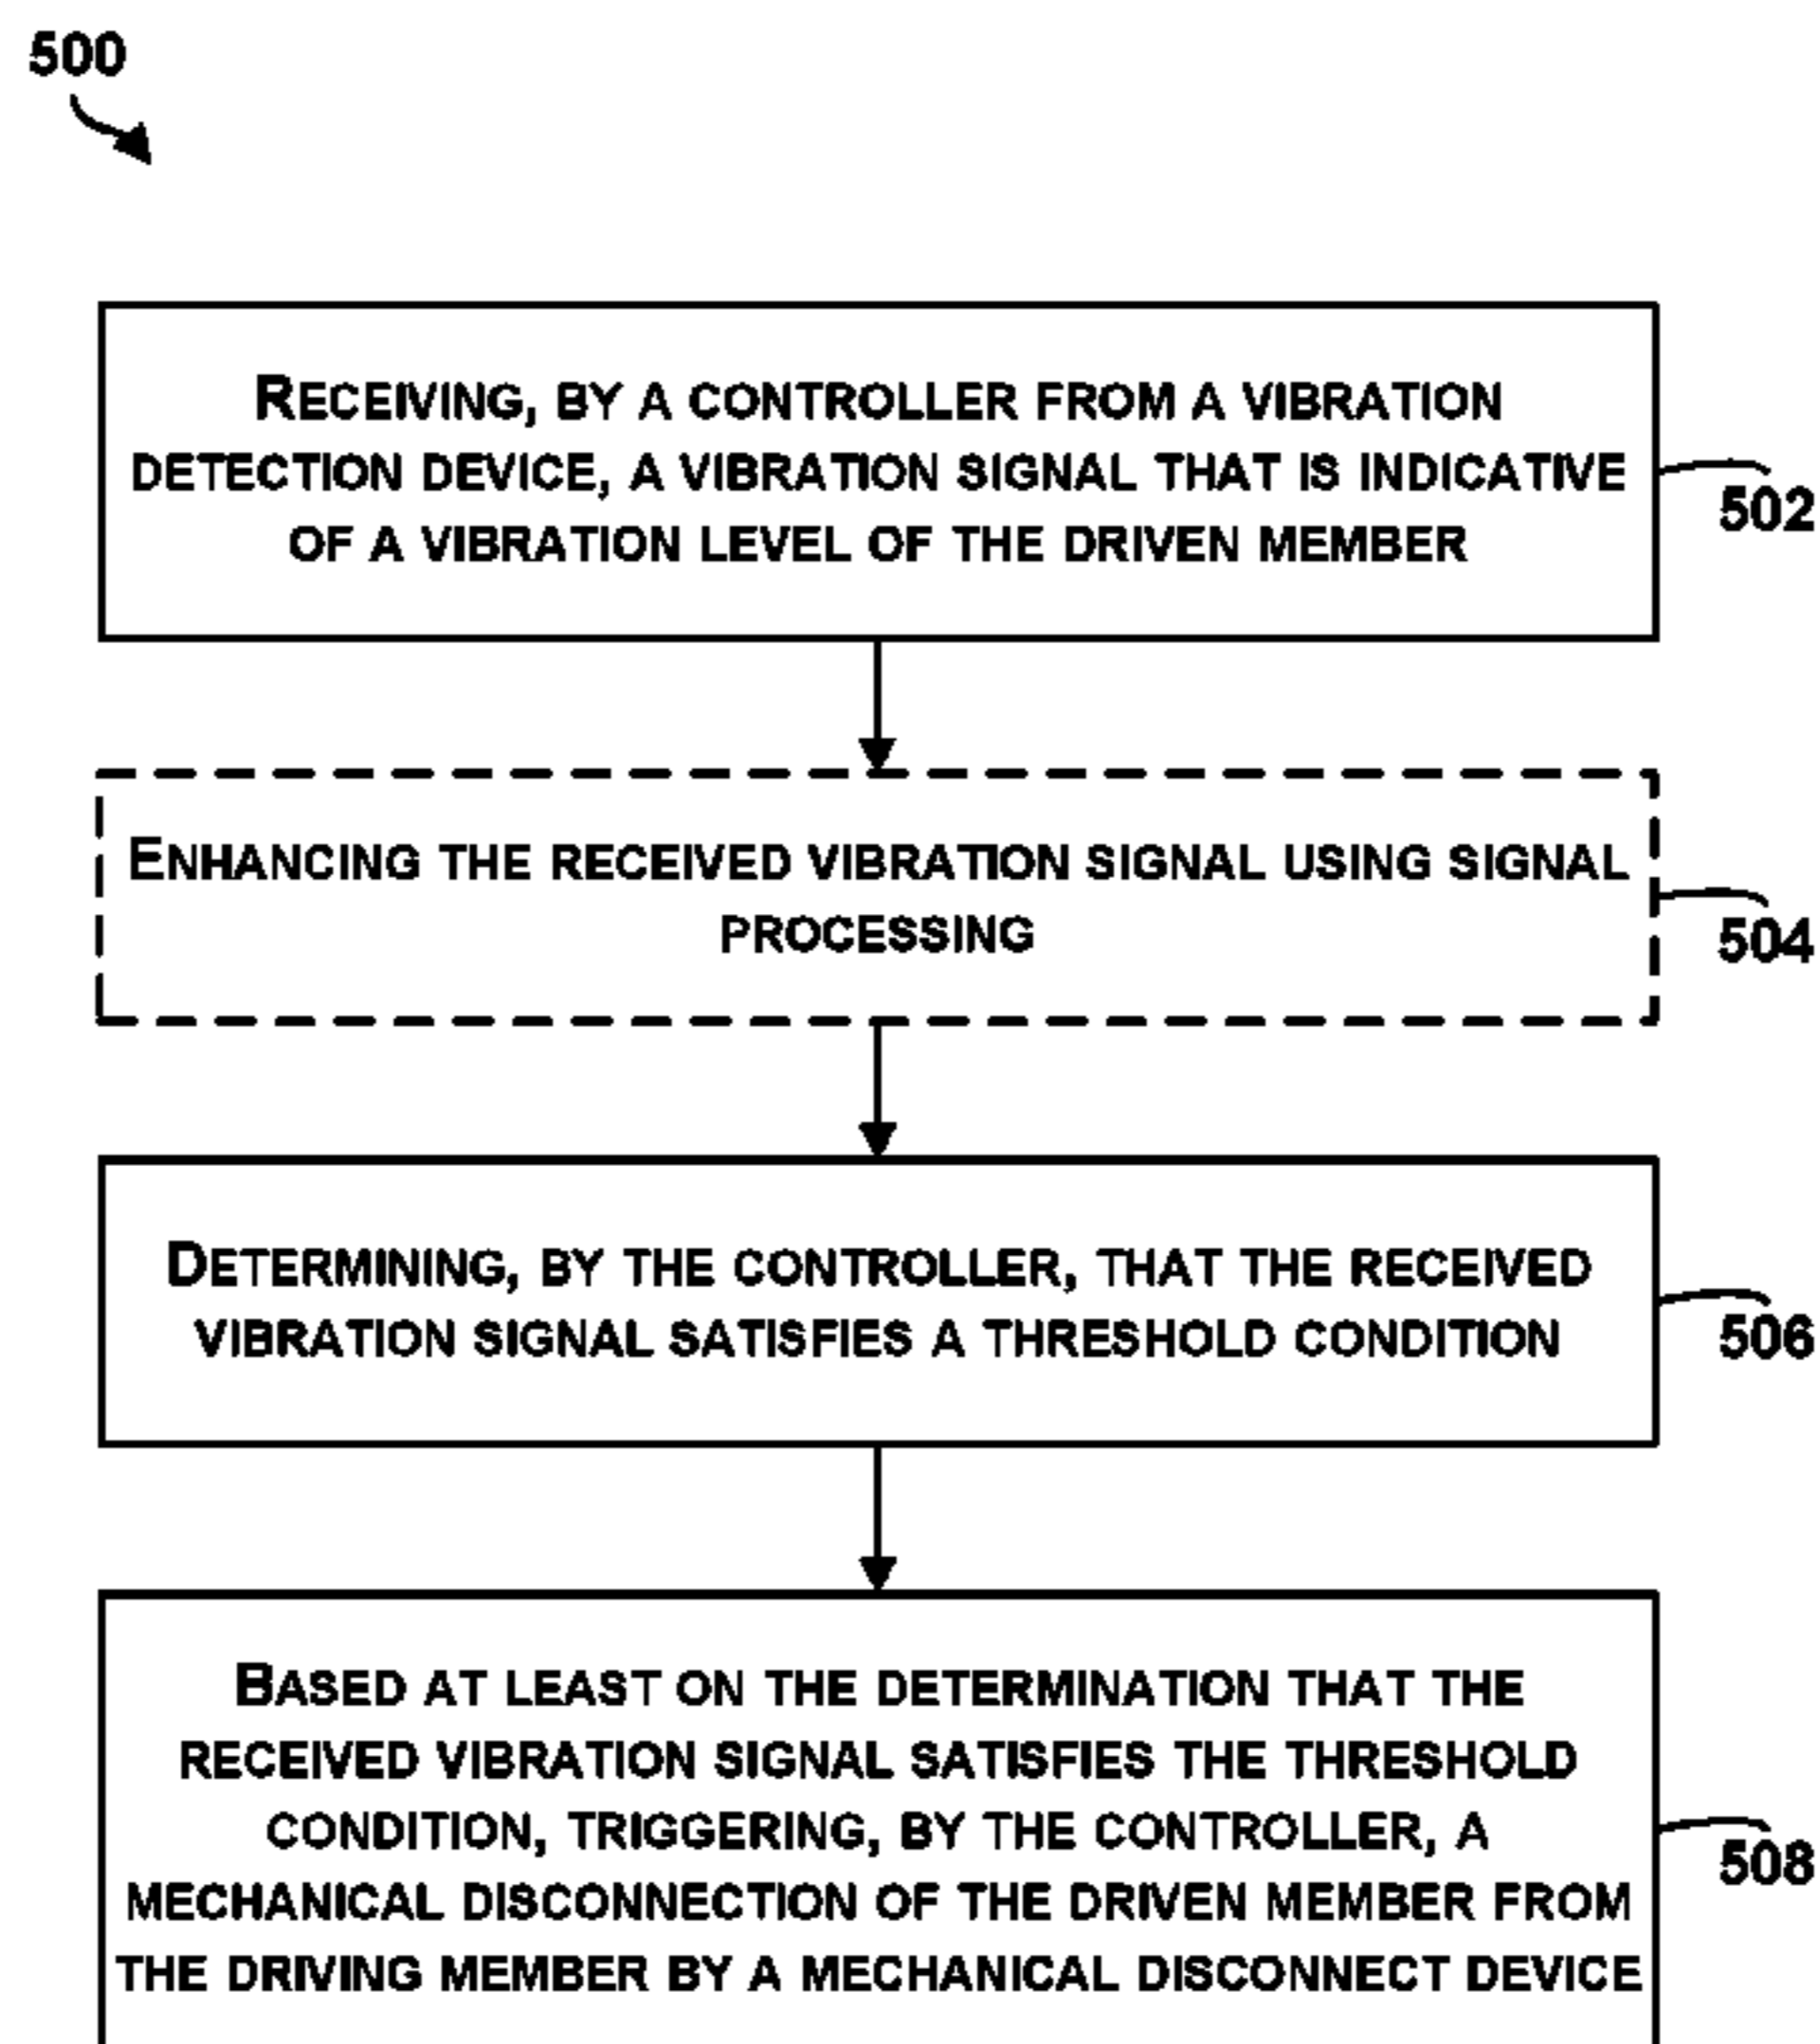 500
RECEIVING, BY A CONTROLLER FROM A VIBRATION
DETECTION DEVICE, A VIBRATION SIGNAL THAT IS INDICATIVE
OF A VIBRATION LEVEL OF THE DRIVEN MEMBER
502
ENHANCING THE RECEIVED VIBRATION SIGNAL USING SIGNAL
PROCESSING
504
DETERMINING, BY THE CONTROLLER, THAT THE RECEIVED
VIBRATION SIGNAL SATISFIES A THRESHOLD CONDITION
506
BASED AT LEAST ON THE DETERMINATION THAT THE
RECEIVED VIBRATION SIGNAL SATISFIES THE THRESHOLD
CONDITION, TRIGGERING, BY THE CONTROLLER, A
MECHANICAL DISCONNECTION OF THE DRIVEN MEMBER FROM
THE DRIVING MEMBER BY A MECHANICAL DISCONNECT DEVICE
508